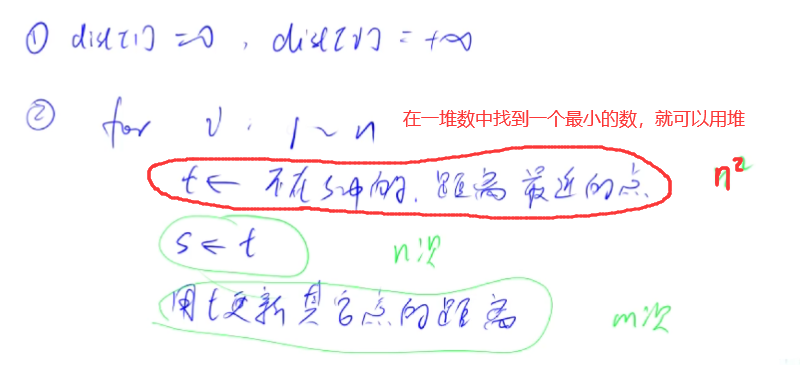 ① dist[1]=0, dist[v]=+∞
② for v: 1~n
在一堆数中找到一个最小的数，就可以用堆
t← 不在s中的, 距离最近的点
n²
s←t
n次
用t更新其它点的距离
m次